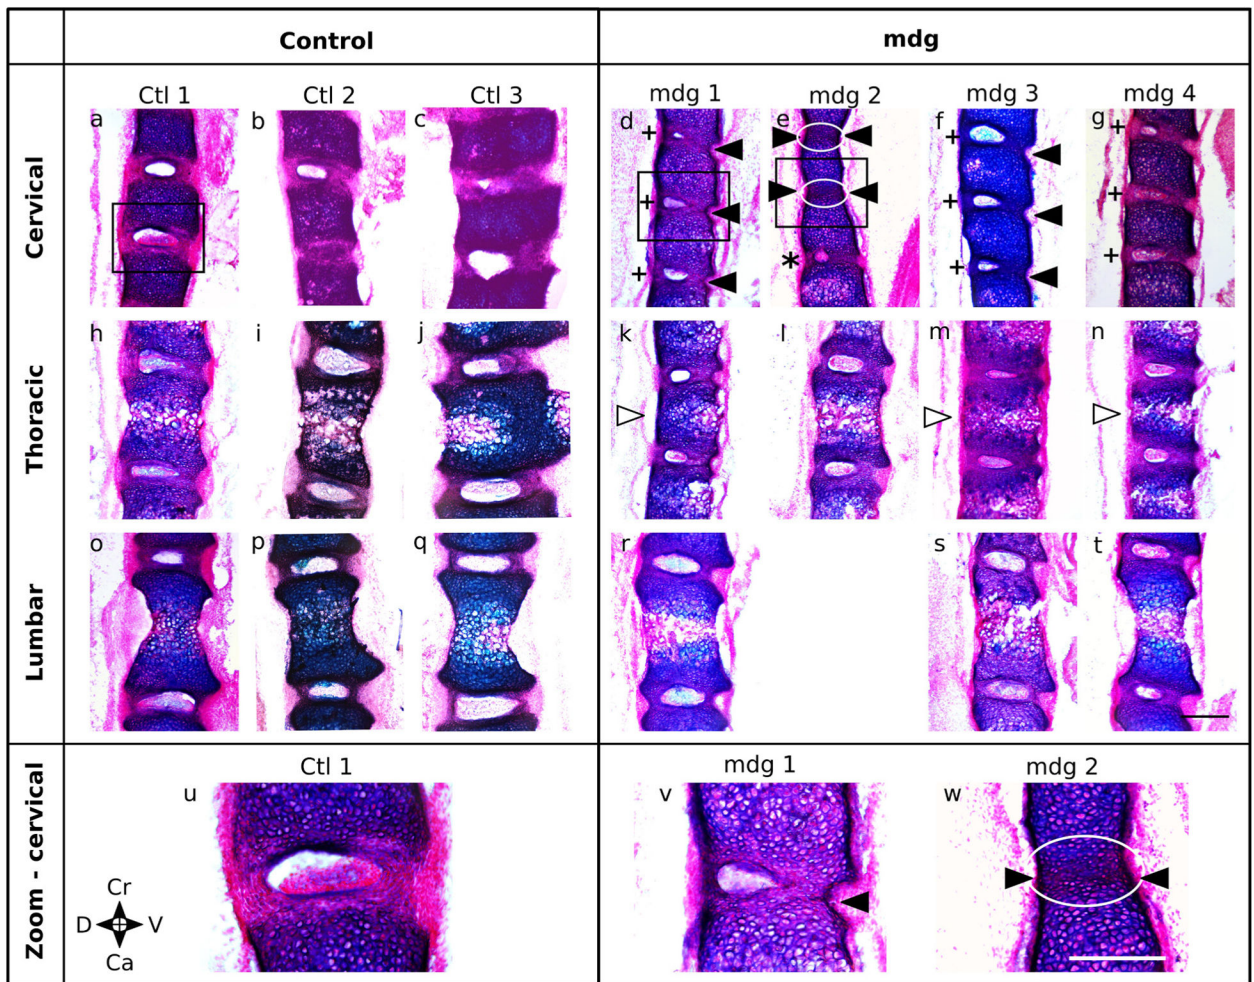 Control
mdg
Cervical
Ctl 1
Ctl 2
Ctl 3
mdg 1
mdg 2
mdg 3
mdg 4
a
b
c
d
e
f
g
+
+
+
+
+
+
+
+
+
*
Thoracic
h
i
j
k
l
m
n
Lumbar
o
p
q
r
s
t
Zoom - cervical
Ctl 1
mdg 1
mdg 2
u
v
w
Cr
D
V
Ca